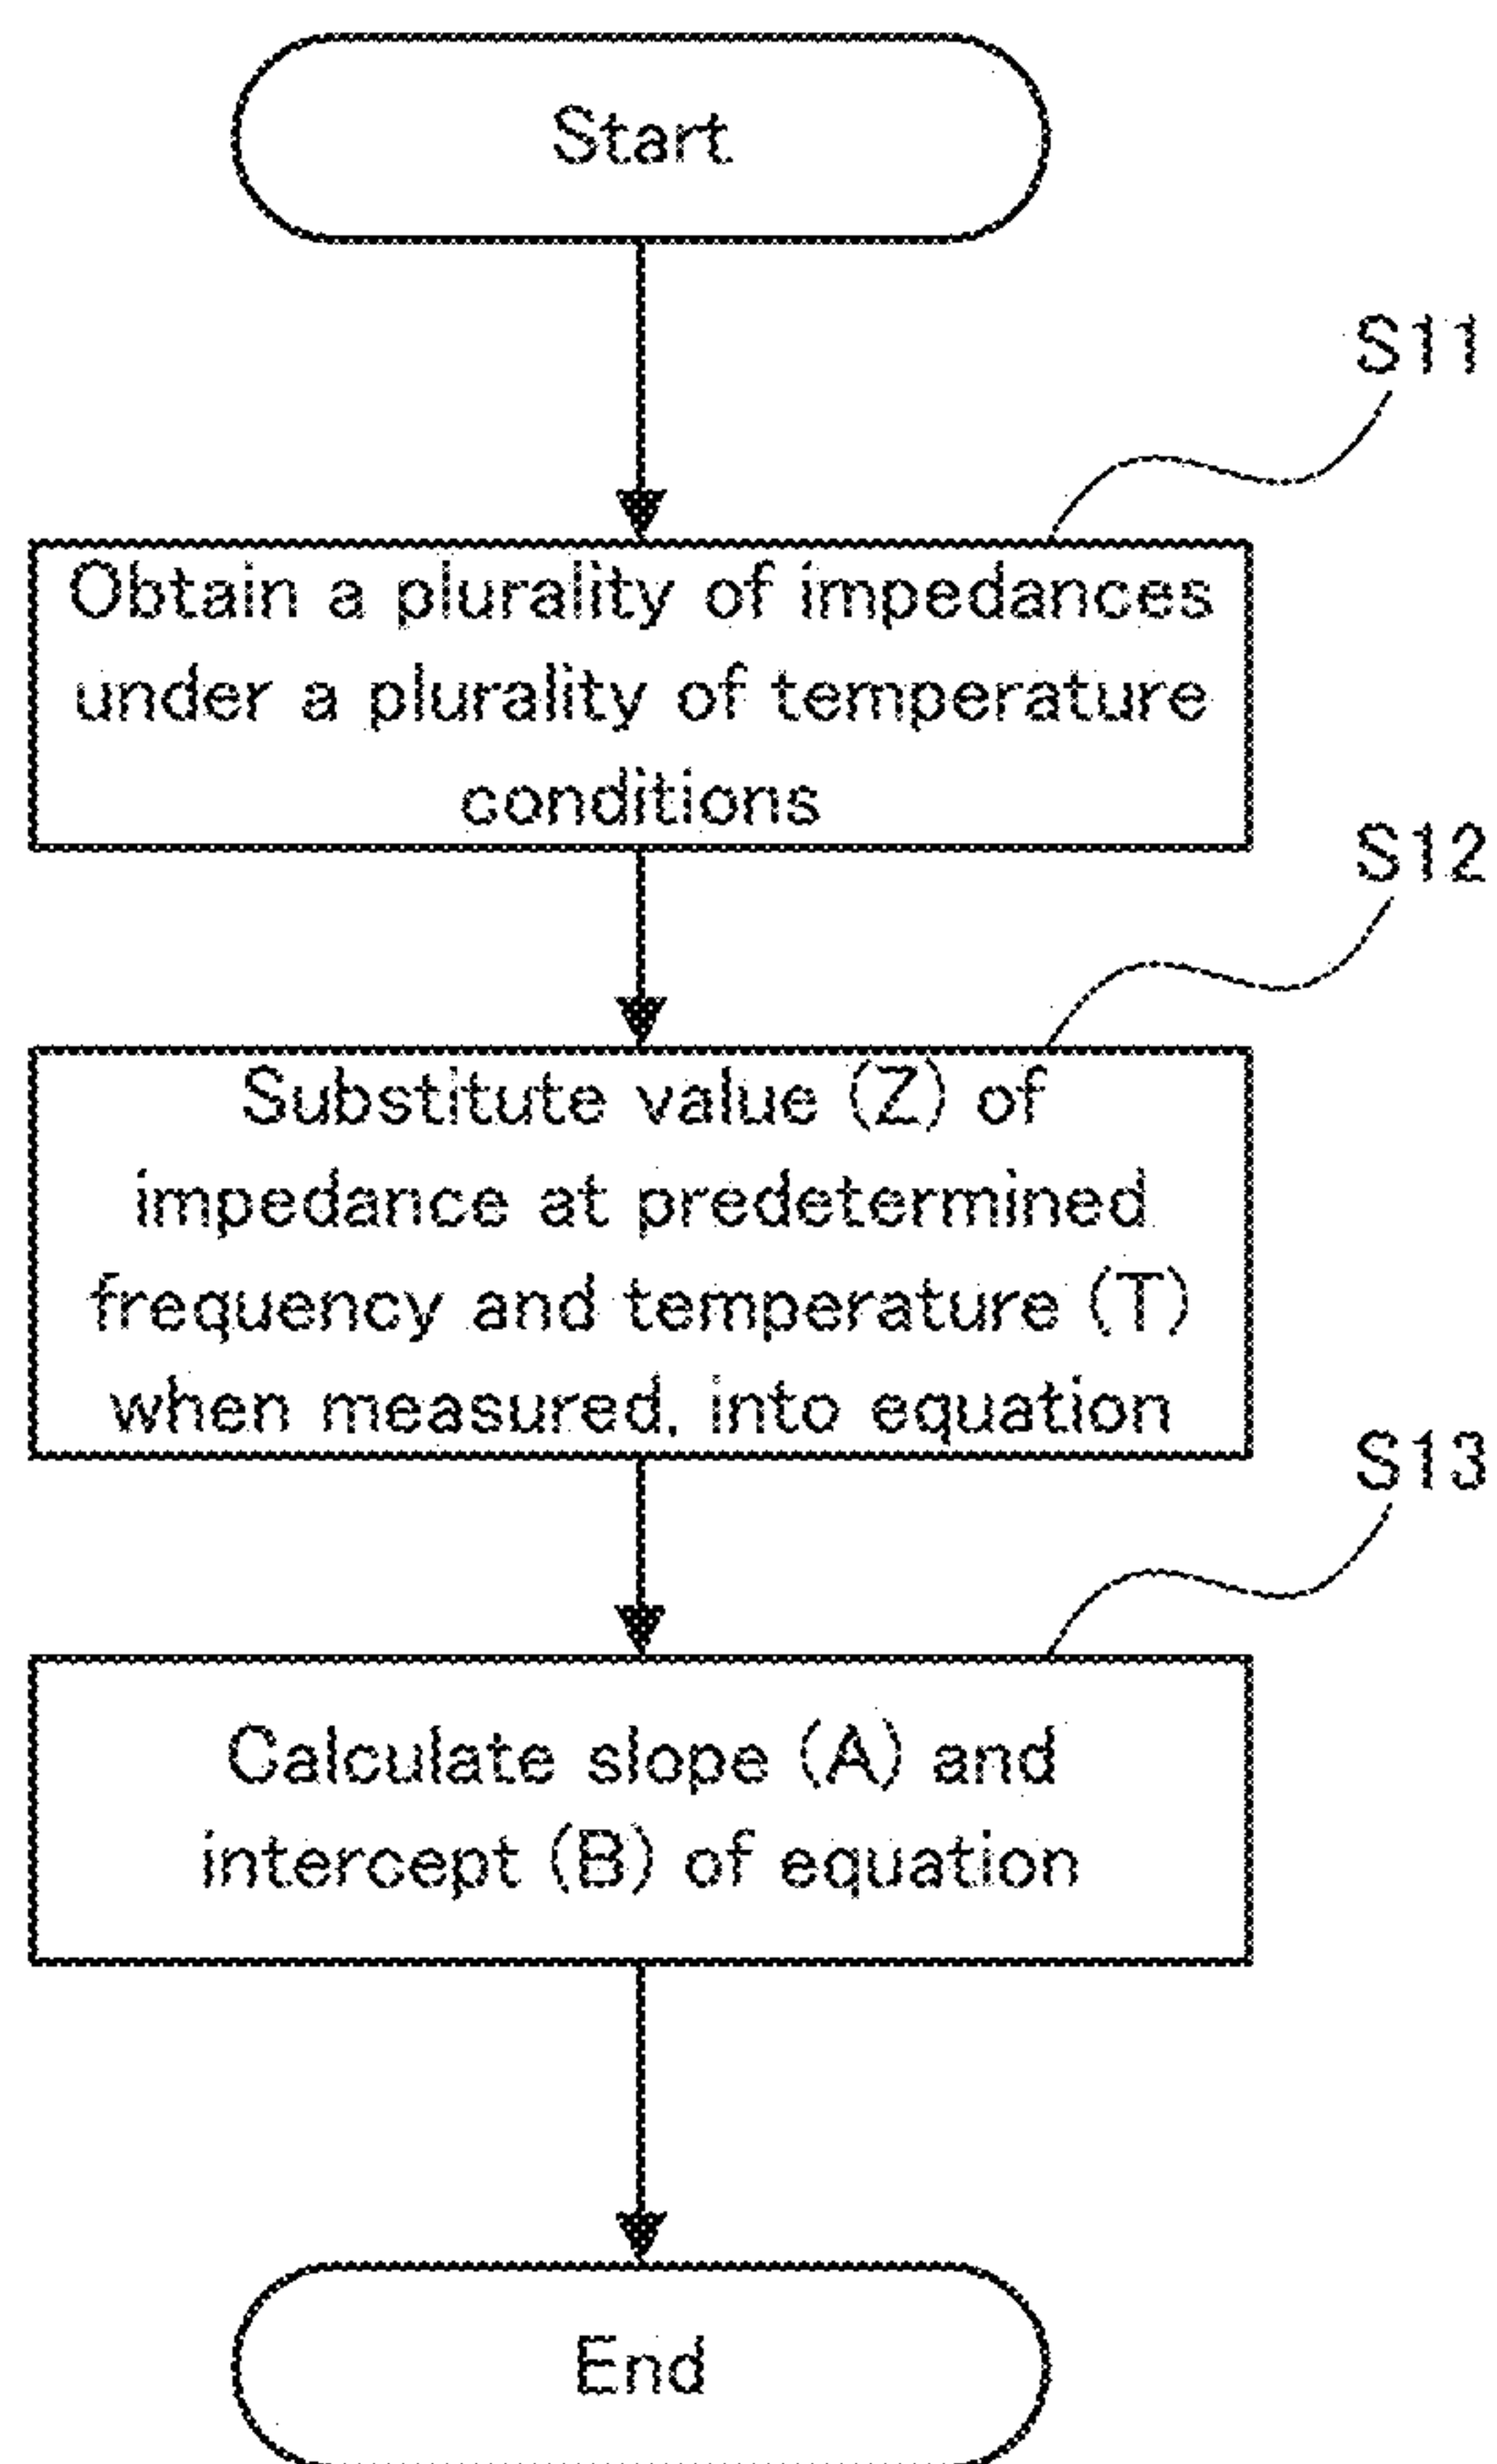 Start
S11
Obtain a plurality of impedances
under a plurality of temperature
conditions
S12
Substitute value (Z) of
impedance at predetermined
frequency and temperature (T)
when measured, into equation
S13
Calculate slope (A) and
intercept (B) of equation
End